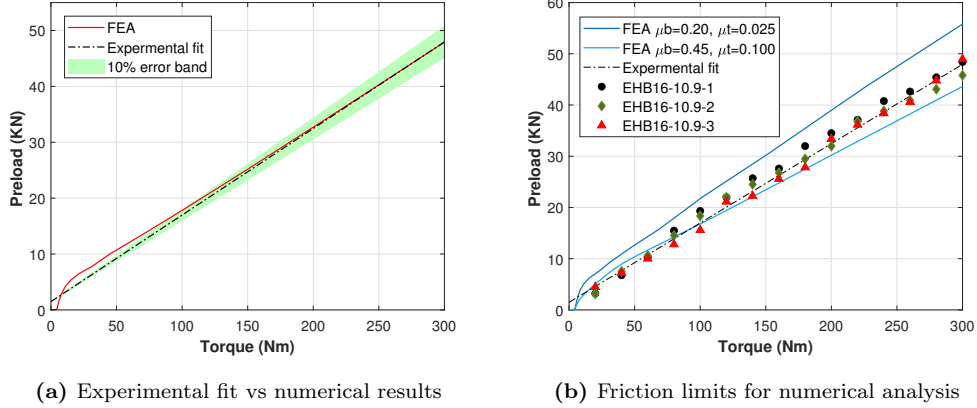 FEA
Expermental fit
10% error band
50
40
30
20
10
0
Preload (KN)
0 50 100 150 200 250 300
Torque (Nm)
(a) Experimental fit vs numerical results
FEA μb=0.20, μt=0.025
FEA μb=0.45, μt=0.100
Expermental fit
EHB16-10.9-1
EHB16-10.9-2
EHB16-10.9-3
60
50
40
30
20
10
0
Preload (KN)
0 50 100 150 200 250 300
Torque (Nm)
(b) Friction limits for numerical analysis